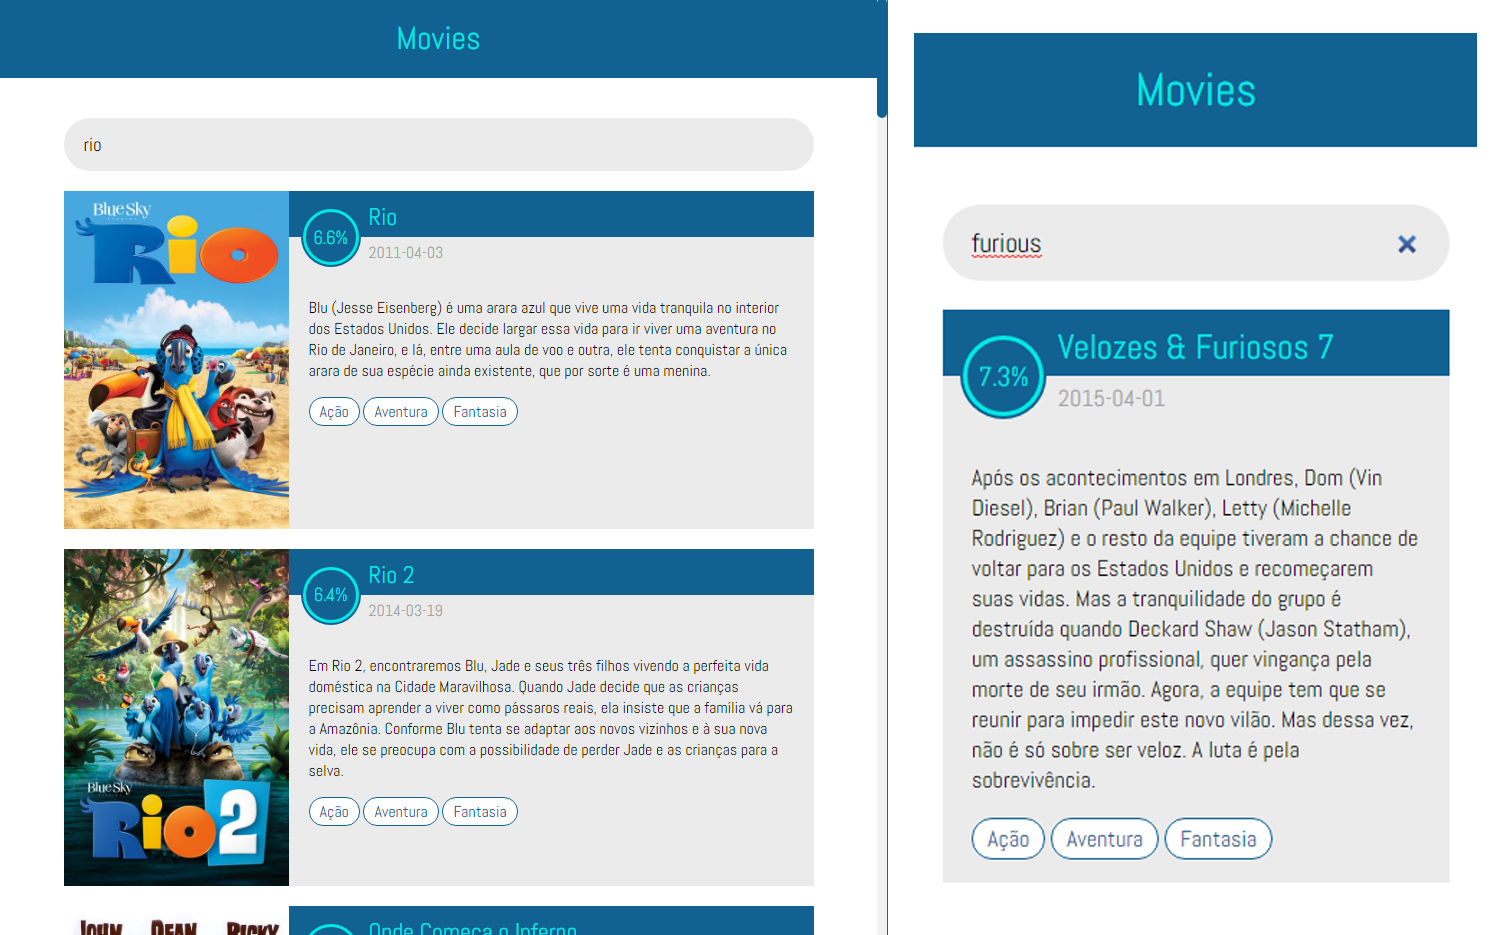 Movies
rio
BlueSky
Rio
Rio
6.6%
2011-04-03
Blu (Jesse Eisenberg) é uma arara azul que vive uma vida tranquila no interior
dos Estados Unidos. Ele decide largar essa vida para ir viver uma aventura no
Rio de Janeiro, e lá, entre uma aula de voo e outra, ele tenta conquistar a única
arara de sua espécie ainda existente, que por sorte é uma menina.
Ação Aventura Fantasia
Rio 2
6.4%
2014-03-19
Em Rio 2, encontraremos Blu, Jade e seus três filhos vivendo a perfeita vida
doméstica na Cidade Maravilhosa. Quando Jade decide que as crianças
precisam aprender a viver como pássaros reais, ela insiste que a família vá para
a Amazônia. Conforme Blu tenta se adaptar aos novos vizinhos e à sua nova
vida, ele se preocupa com a possibilidade de perder Jade e as crianças para a
selva.
BlueSky
Rio 2
Ação Aventura Fantasia
JOHN DEAN RICKY
Onde Começa o Inferno
Movies
furious
Velozes & Furiosos 7
7.3%
2015-04-01
Após os acontecimentos em Londres, Dom (Vin
Diesel), Brian (Paul Walker), Letty (Michelle
Rodriguez) e o resto da equipe tiveram a chance de
voltar para os Estados Unidos e recomeçarem
suas vidas. Mas a tranquilidade do grupo é
destruída quando Deckard Shaw (Jason Statham),
um assassino profissional, quer vingança pela
morte de seu irmão. Agora, a equipe tem que se
reunir para impedir este novo vilão. Mas dessa vez,
não é só sobre ser veloz. A luta é pela
sobrevivência.
Ação Aventura Fantasia